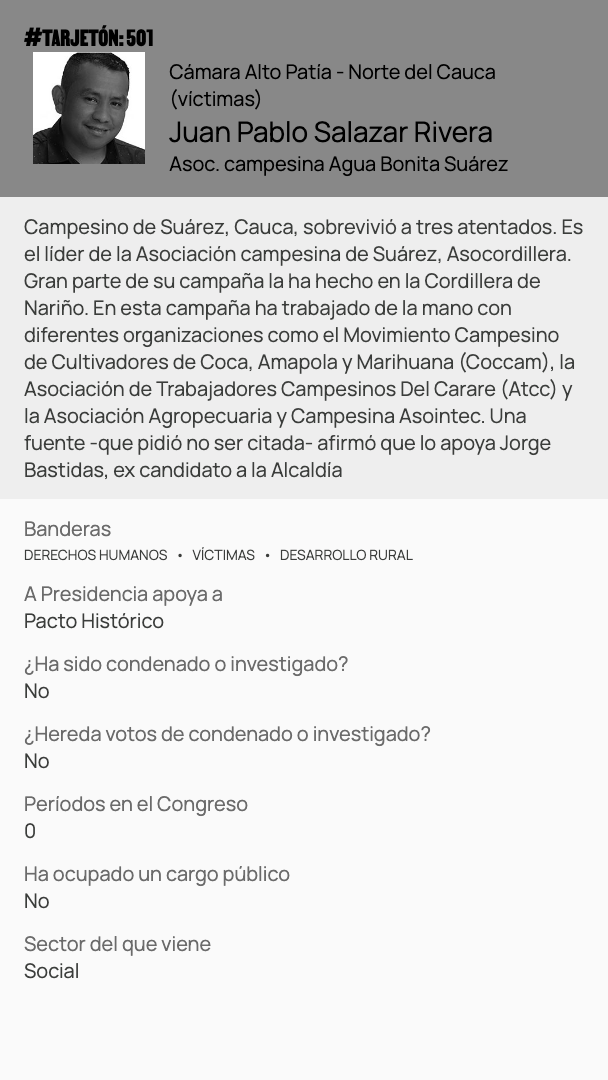 #TARJETÓN: 501
Cámara Alto Patía - Norte del Cauca
(víctimas)
Juan Pablo Salazar Rivera
Asoc. campesina Agua Bonita Suárez
Campesino de Suárez, Cauca, sobrevivió a tres atentados. Es
el líder de la Asociación campesina de Suárez, Asocordillera.
Gran parte de su campaña la ha hecho en la Cordillera de
Nariño. En esta campaña ha trabajado de la mano con
diferentes organizaciones como el Movimiento Campesino
de Cultivadores de Coca, Amapola y Marihuana (Coccam), la
Asociación de Trabajadores Campesinos Del Carare (Atcc) y
la Asociación Agropecuaria y Campesina Asointec. Una
fuente -que pidió no ser citada- afirmó que lo apoya Jorge
Bastidas, ex candidato a la Alcaldía
Banderas
DERECHOS HUMANOS • VÍCTIMAS • DESARROLLO RURAL
A Presidencia apoya a
Pacto Histórico
¿Ha sido condenado o investigado?
No
¿Hereda votos de condenado o investigado?
No
Períodos en el Congreso
0
Ha ocupado un cargo público
No
Sector del que viene
Social